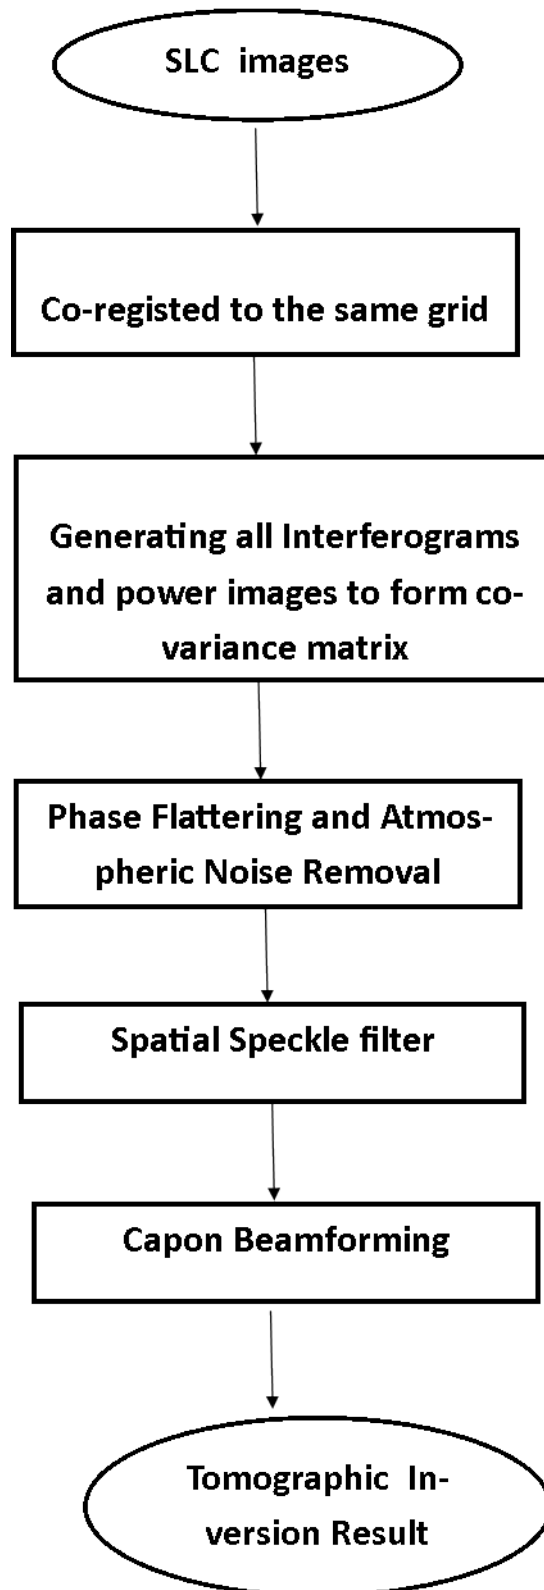 SLC images
Co-registed to the same grid
Generating all Interferograms
and power images to form co-
variance matrix
Phase Flattering and Atmos-
pheric Noise Removal
Spatial Speckle filter
Capon Beamforming
Tomographic In-
version Result